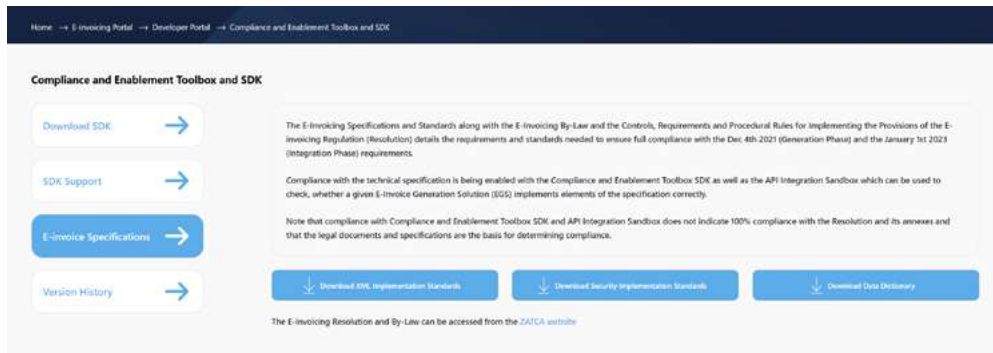 Home → E-invoicing Portal → Developer Portal → Compliance and Enablement Toolbox and SDK
Compliance and Enablement Toolbox and SDK
Download SDK
SDK Support
E-invoice Specifications
Version History
The E-Invoicing Specifications and Standards along with the E-Invoicing By-Law and the Controls, Requirements and Procedural Rules for Implementing the Provisions of the E-
invoicing Regulation (Resolution) details the requirements and standards needed to ensure full compliance with the Dec 4th 2021 (Generation Phase) and the January 1st 2023
(Integration Phase) requirements.
Compliance with the technical specification is being enabled with the Compliance and Enablement Toolbox SDK as well as the API Integration Sandbox which can be used to
check, whether a given E-Invoice Generation Solution (EGS) implements elements of the specification correctly.
Note that compliance with Compliance and Enablement Toolbox SDK and API Integration Sandbox does not indicate 100% compliance with the Resolution and its annexes and
that the legal documents and specifications are the basis for determining compliance.
Download XML Implementation Standards
Download Security Implementation Standards
Download Data Dictionary
The E-Invoicing Resolution and By-Law can be accessed from the ZATCA website